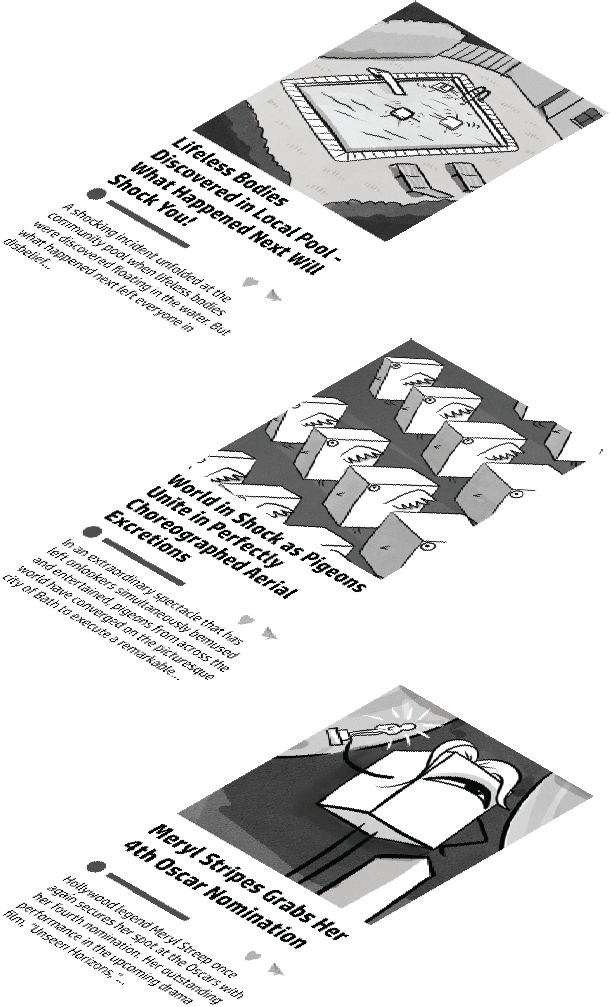 Lifeless Bodies
Discovered in Local Pool -
What Happened Next Will
Shock You!
A shocking incident unfolded at the
community pool when lifeless bodies
were discovered floating in the water. But
what happened next left everyone in
disbelief...
World in Shock as Pigeons
Unite in Perfectly
Choreographed Aerial
Excretions
In an extraordinary spectacle that has
left onlookers simultaneously bemused
and entertained, pigeons from across the
world have converged on the picturesque
city of Bath to execute a remarkable...
Meryl Stripes Grabs Her
4th Oscar Nomination
Hollywood legend Meryl Streep once
again secures her spot at the Oscars with
her fourth nomination. Her outstanding
performance in the upcoming drama
film, "Unseen Horizons,"...